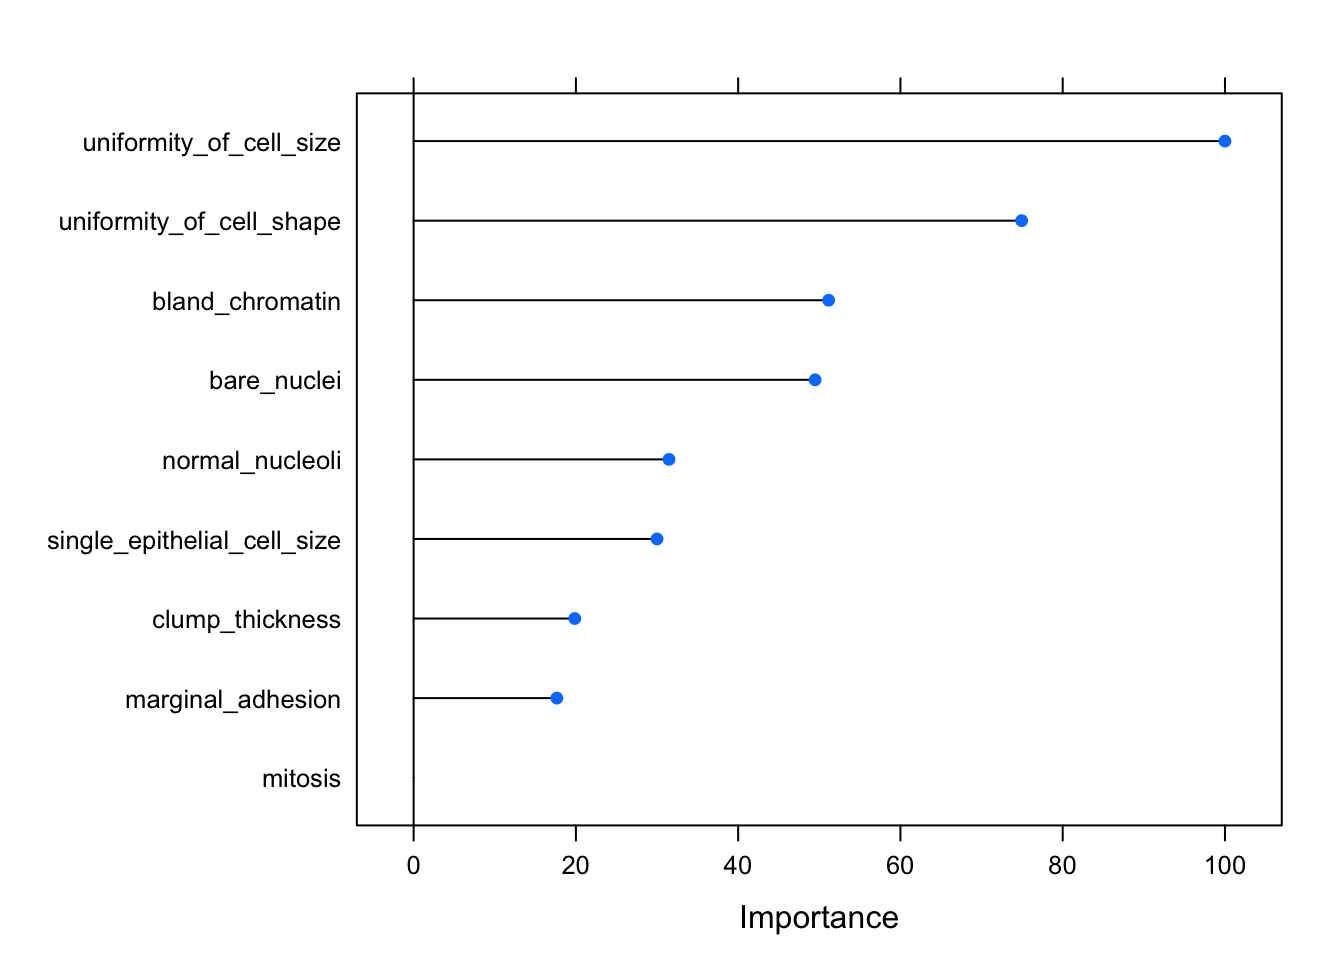 uniformity_of_cell_size
uniformity_of_cell_shape
bland_chromatin
bare_nuclei
normal_nucleoli
single_epithelial_cell_size
clump_thickness
marginal_adhesion
mitosis
0 20 40 60 80 100
Importance